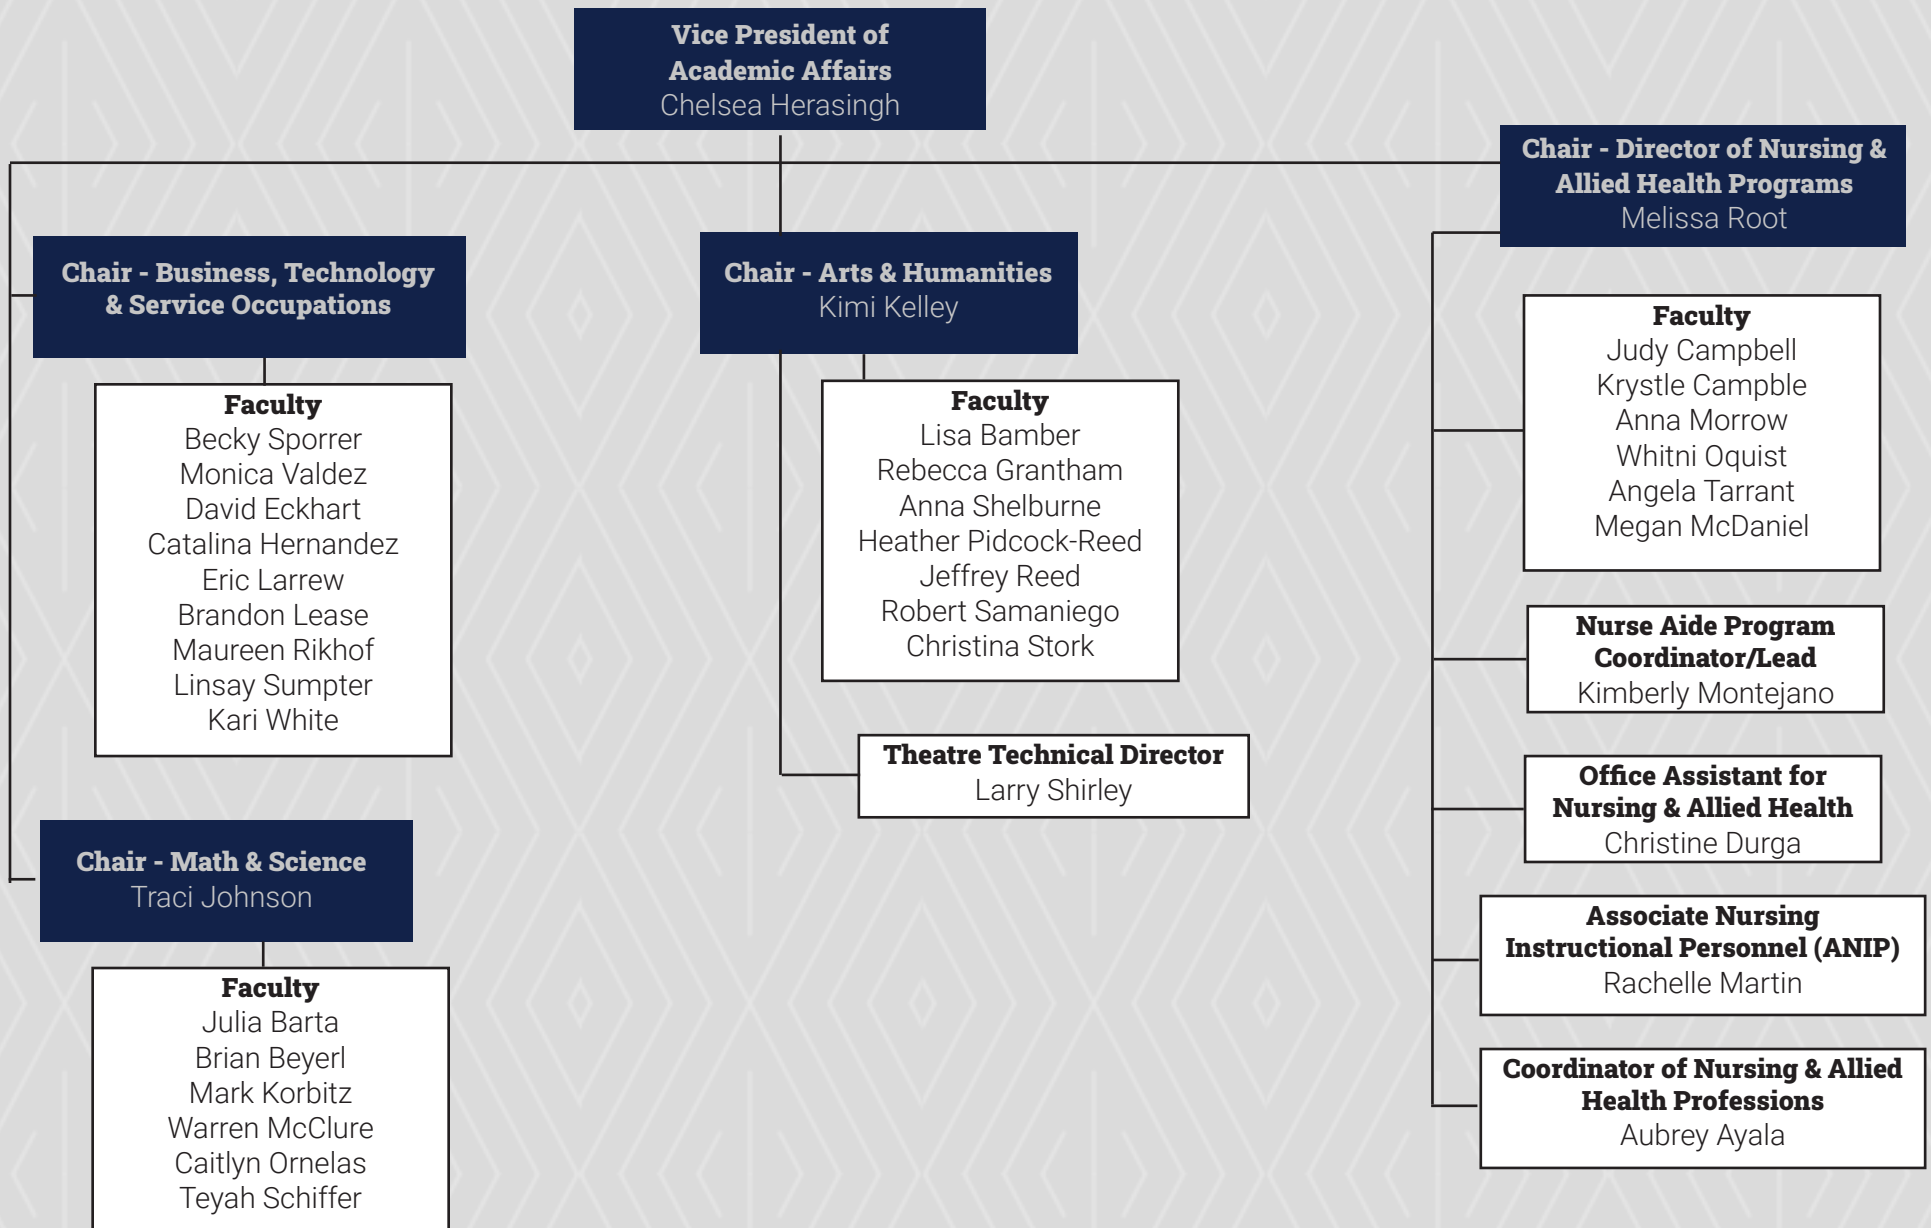 Vice President of
Academic Affairs
Chelsea Herasingh
Chair - Business, Technology
& Service Occupations
Faculty
Becky Sporrer
Monica Valdez
David Eckhart
Catalina Hernandez
Eric Larrew
Brandon Lease
Maureen Rikhof
Linsay Sumpter
Kari White
Chair - Math & Science
Traci Johnson
Faculty
Julia Barta
Brian Beyerl
Mark Korbitz
Warren McClure
Caitlyn Ornelas
Teyah Schiffer
Chair - Arts & Humanities
Kimi Kelley
Faculty
Lisa Bamber
Rebecca Grantham
Anna Shelburne
Heather Pidcock-Reed
Jeffrey Reed
Robert Samaniego
Christina Stork
Theatre Technical Director
Larry Shirley
Chair - Director of Nursing &
Allied Health Programs
Melissa Root
Faculty
Judy Campbell
Krystle Campble
Anna Morrow
Whitni Oquist
Angela Tarrant
Megan McDaniel
Nurse Aide Program
Coordinator/Lead
Kimberly Montejano
Office Assistant for
Nursing & Allied Health
Christine Durga
Associate Nursing
Instructional Personnel (ANIP)
Rachelle Martin
Coordinator of Nursing & Allied
Health Professions
Aubrey Ayala